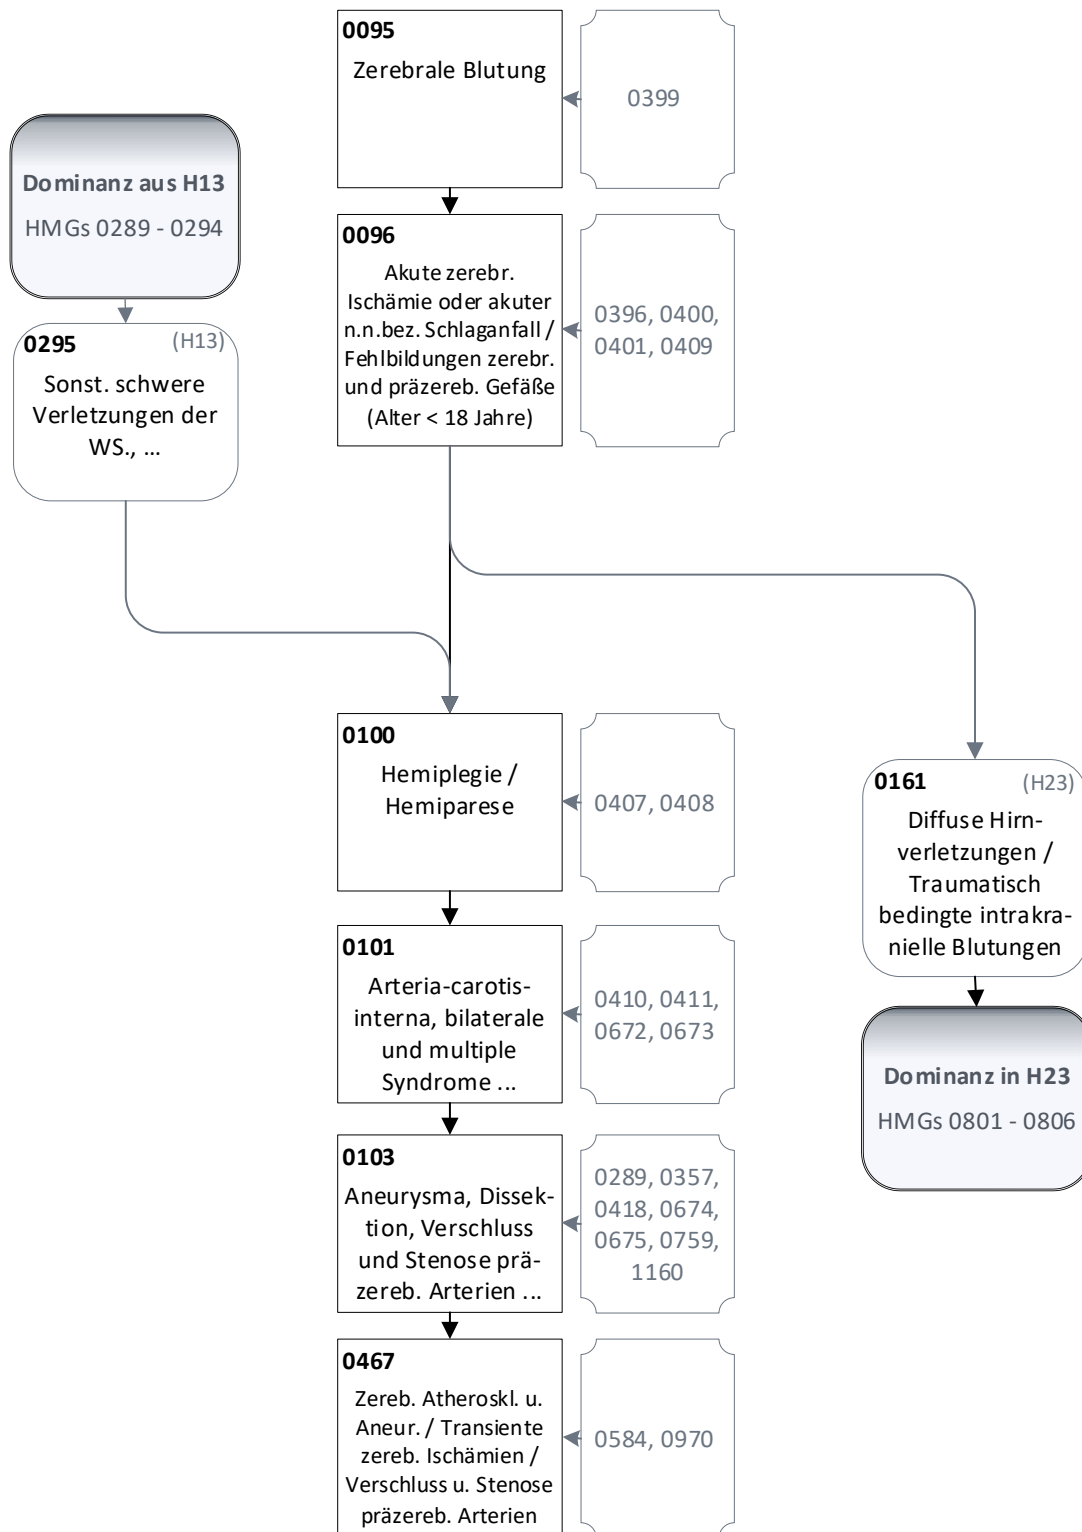 0095
Zerebrale Blutung
0399
Dominanz aus H13
HMGs 0289 - 0294
0096
Akute zerebr.
Ischämie oder akuter
n.n.bez. Schlaganfall /
Fehlbildungen zerebr.
und präzereb. Gefäße
(Alter < 18 Jahre)
0396, 0400,
0401, 0409
0295 (H13)
Sonst. schwere
Verletzungen der
WS., ...
0100
Hemiplegie /
Hemiparese
0407, 0408
0161 (H23)
Diffuse Hirn-
verletzungen /
Traumatisch
bedingte intrakra-
nielle Blutungen
0101
Arteria-carotis-
interna, bilaterale
und multiple
Syndrome ...
0410, 0411,
0672, 0673
Dominanz in H23
HMGs 0801 - 0806
0103
Aneurysma, Dissek-
tion, Verschluss
und Stenose prä-
zereb. Arterien ...
0289, 0357,
0418, 0674,
0675, 0759,
1160
0467
Zereb. Atheroskl. u.
Aneur. / Transiente
zereb. Ischämien /
Verschluss u. Stenose
präzereb. Arterien
0584, 0970